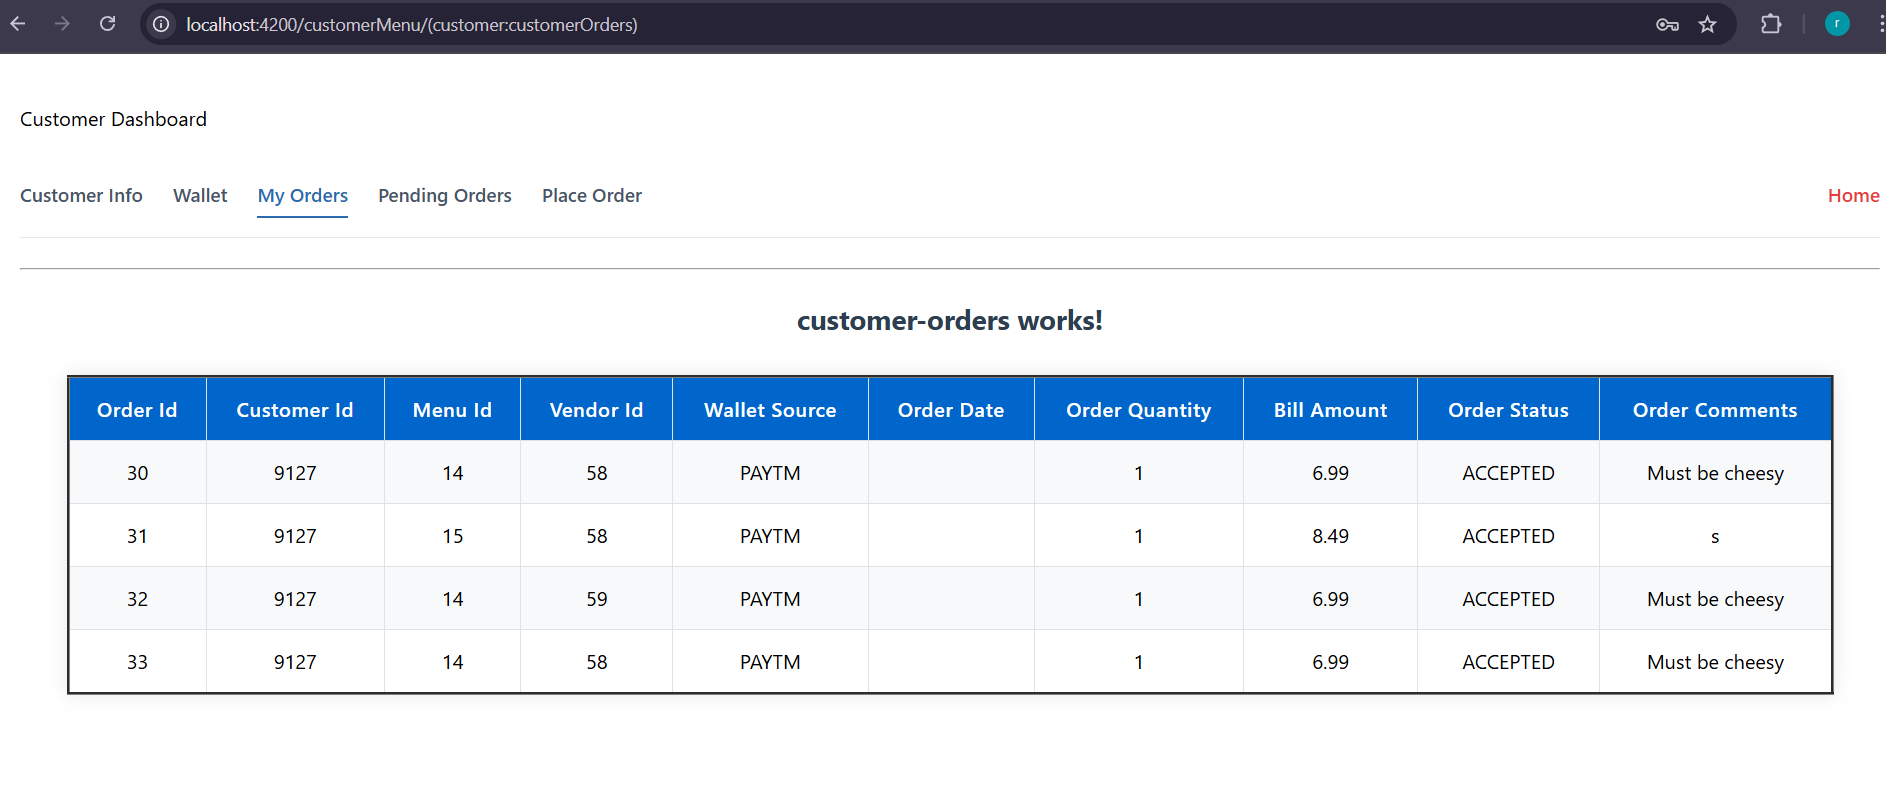 localhost:4200/customerMenu/(customer:customerOrders)
r
Customer Dashboard
Customer Info Wallet My Orders Pending Orders Place Order Home
customer-orders works!
Order Id Customer Id Menu Id Vendor Id Wallet Source Order Date Order Quantity Bill Amount Order Status Order Comments
30 9127 14 58 PAYTM 1 6.99 ACCEPTED Must be cheesy
31 9127 15 58 PAYTM 1 8.49 ACCEPTED s
32 9127 14 59 PAYTM 1 6.99 ACCEPTED Must be cheesy
33 9127 14 58 PAYTM 1 6.99 ACCEPTED Must be cheesy